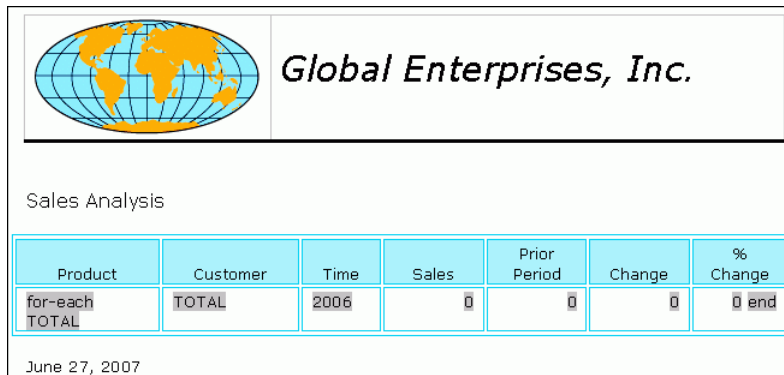 Global Enterprises, Inc.
Sales Analysis
Product Customer Time Sales Prior Period Change % Change
for-each TOTAL TOTAL 2006 0 0 0 0 end
June 27, 2007